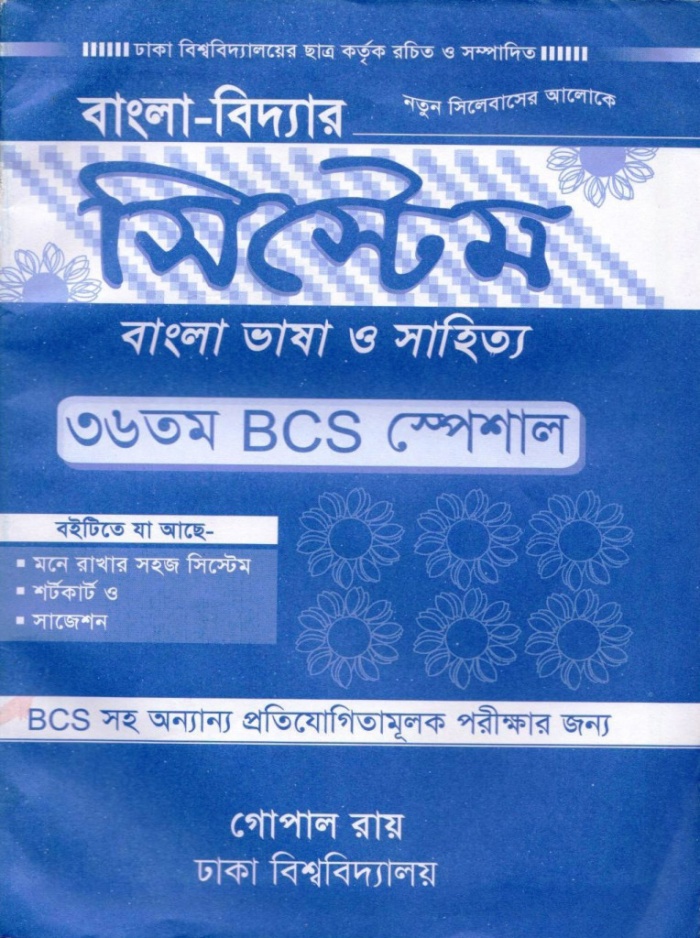 ঢাকা বিশ্ববিদ্যালয়ের ছাত্র কর্তৃক রচিত ও সম্পাদিত
বাংলা-বিদ্যার
নতুন সিলেবাসের আলোকে
সিস্টেম
বাংলা ভাষা ও সাহিত্য
৩৬তম BCS স্পেশাল
বইটিতে যা আছে-
▪ মনে রাখার সহজ সিস্টেম
▪ শর্টকার্ট ও
▪ সাজেশন
BCS সহ অন্যান্য প্রতিযোগিতামূলক পরীক্ষার জন্য
গোপাল রায়
ঢাকা বিশ্ববিদ্যালয়